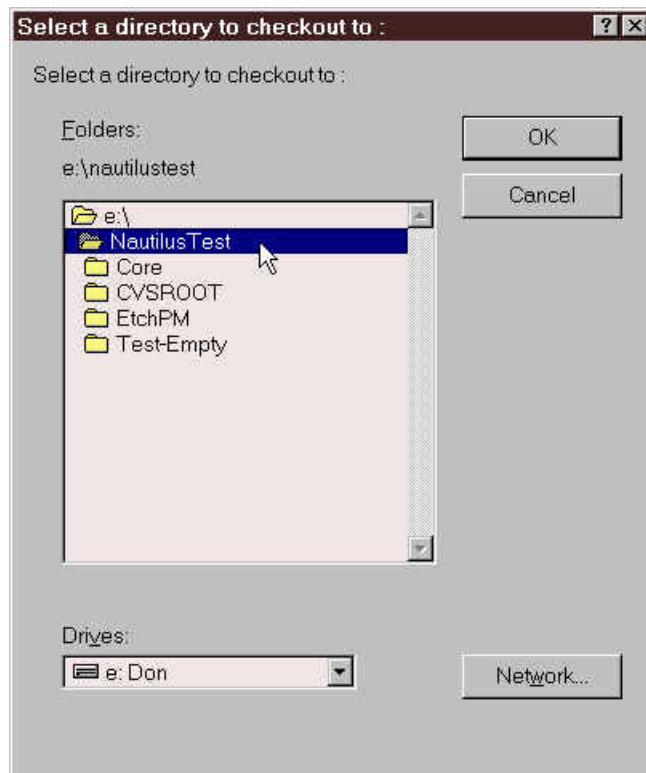 Select a directory to checkout to :
Select a directory to checkout to :
Folders:
e:\nautilustest
OK
Cancel
e:\
NautilusTest
Core
CVSROOT
EtchPM
Test-Empty
Drives:
e: Don
Network...